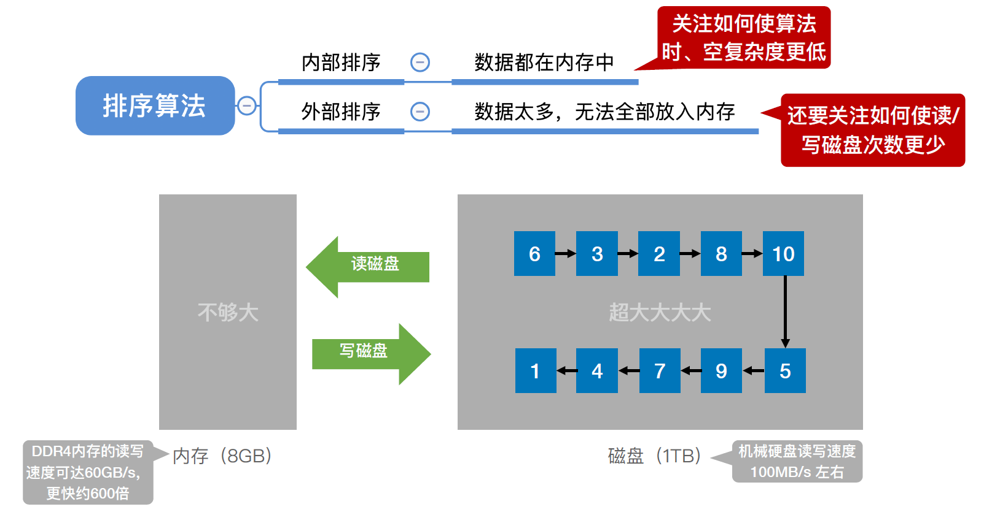 关注如何使算法
时、空复杂度更低
内部排序
数据都在内存中
排序算法
外部排序
数据太多，无法全部放入内存
还要关注如何使读/
写磁盘次数更少
6
3
2
8
10
读磁盘
不够大
超大大大大
写磁盘
1
4
7
9
5
DDR4内存的读写
速度可达60GB/s，
更快约600倍
内存（8GB）
磁盘（1TB）
机械硬盘读写速度
100MB/s 左右